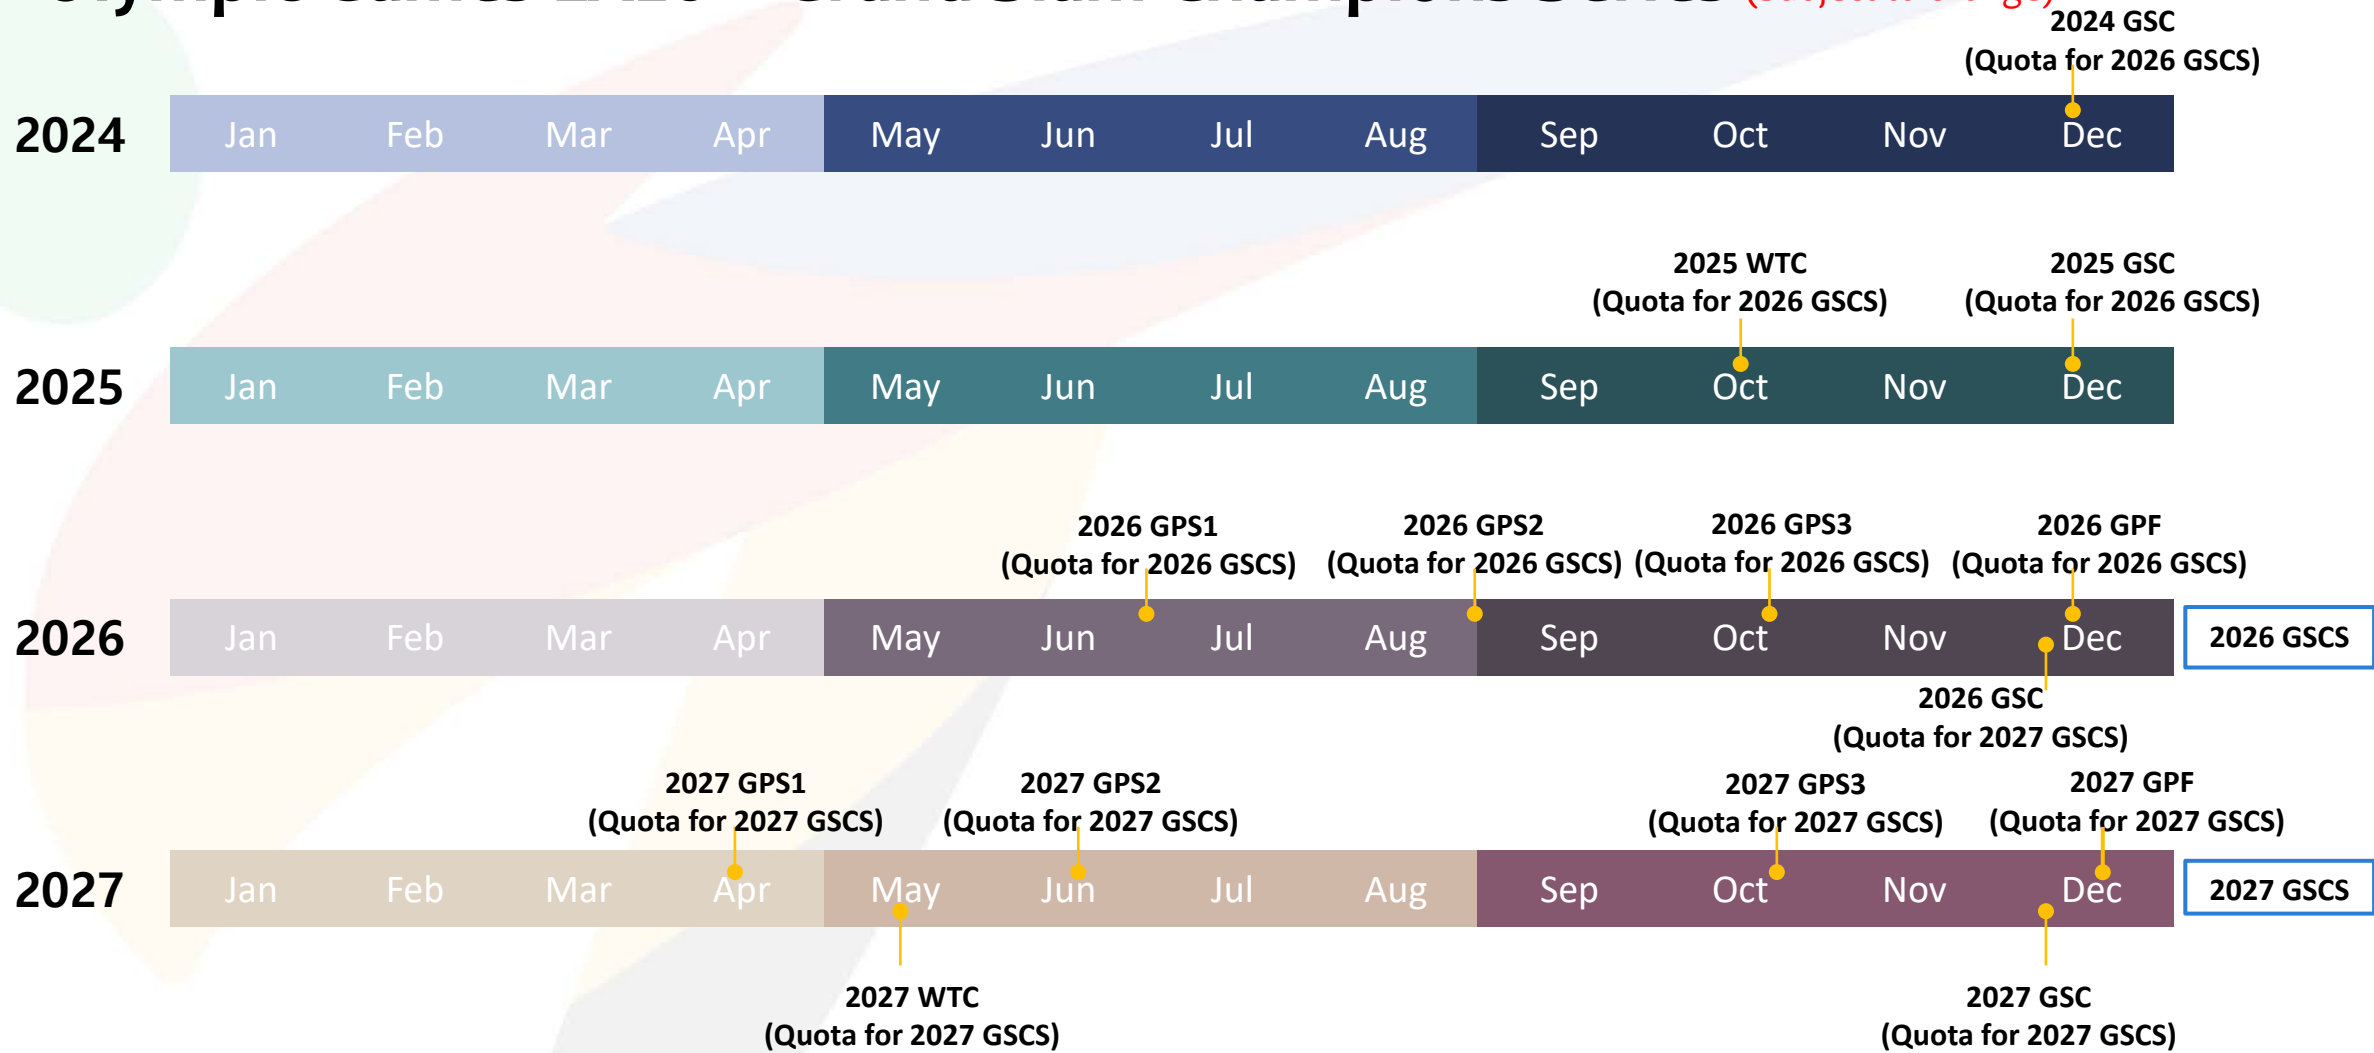 2024 GSC
(Quota for 2026 GSCS)
2024 Jan Feb Mar Apr May Jun Jul Aug Sep Oct Nov Dec
2025 WTC
(Quota for 2026 GSCS)
2025 GSC
(Quota for 2026 GSCS)
2025 Jan Feb Mar Apr May Jun Jul Aug Sep Oct Nov Dec
2026 GPS1
(Quota for 2026 GSCS)
2026 GPS2
(Quota for 2026 GSCS)
2026 GPS3
(Quota for 2026 GSCS)
2026 GPF
(Quota for 2026 GSCS)
2026 Jan Feb Mar Apr May Jun Jul Aug Sep Oct Nov Dec 2026 GSCS
2026 GSC
(Quota for 2027 GSCS)
2027 GPS1
(Quota for 2027 GSCS)
2027 GPS2
(Quota for 2027 GSCS)
2027 GPS3
(Quota for 2027 GSCS)
2027 GPF
(Quota for 2027 GSCS)
2027 Jan Feb Mar Apr May Jun Jul Aug Sep Oct Nov Dec 2027 GSCS
2027 WTC
(Quota for 2027 GSCS)
2027 GSC
(Quota for 2027 GSCS)